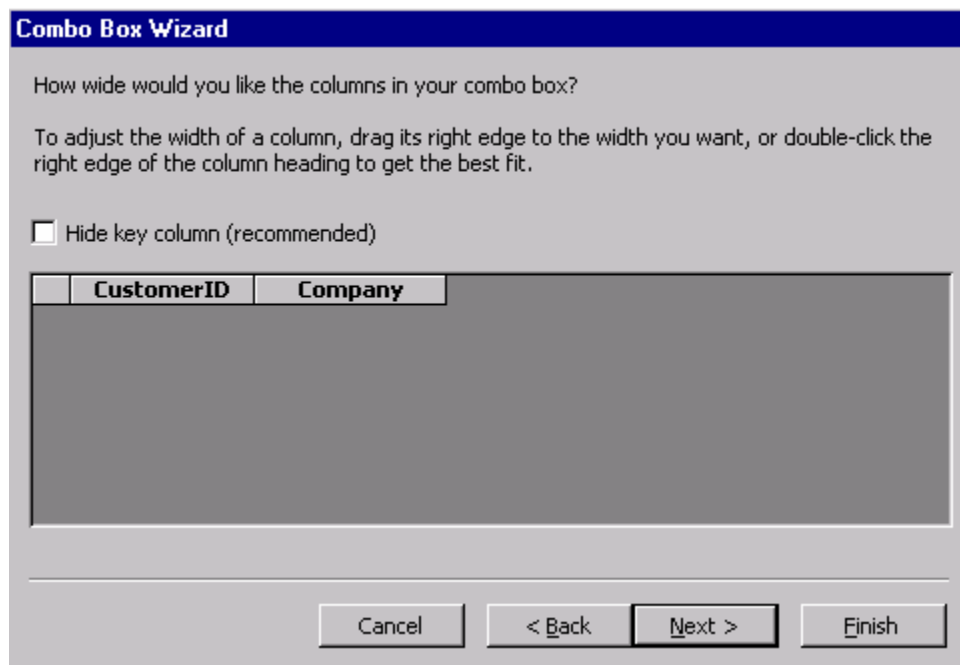 Combo Box Wizard
How wide would you like the columns in your combo box?
To adjust the width of a column, drag its right edge to the width you want, or double-click the
right edge of the column heading to get the best fit.
Hide key column (recommended)
CustomerID Company
Cancel < Back Next > Finish